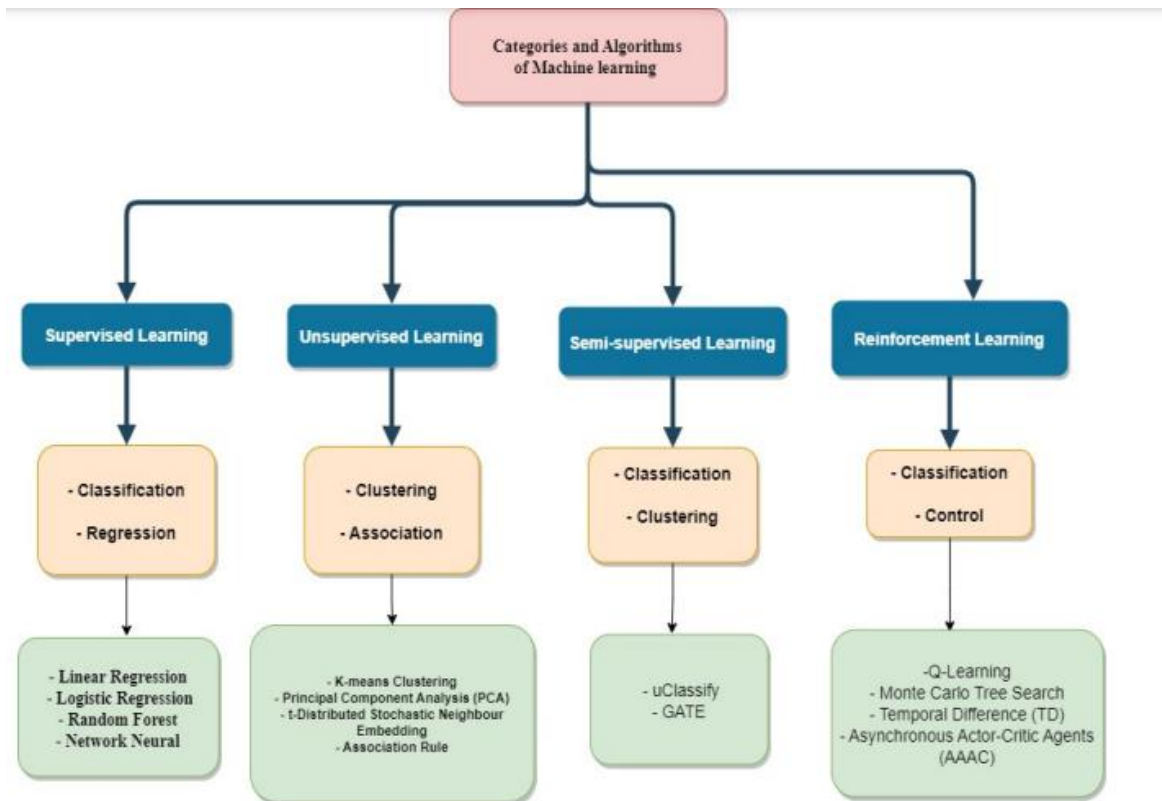 Categories and Algorithms
of Machine learning
Supervised Learning
Unsupervised Learning
Semi-supervised Learning
Reinforcement Learning
- Classification
- Regression
- Clustering
- Association
- Classification
- Clustering
- Classification
- Control
- Linear Regression
- Logistic Regression
- Random Forest
- Network Neural
- K-means Clustering
- Principal Component Analysis (PCA)
- t-Distributed Stochastic Neighbour
Embedding
- Association Rule
- uClassify
- GATE
-Q-Learning
- Monte Carlo Tree Search
- Temporal Difference (TD)
- Asynchronous Actor-Critic Agents
(AAAC)